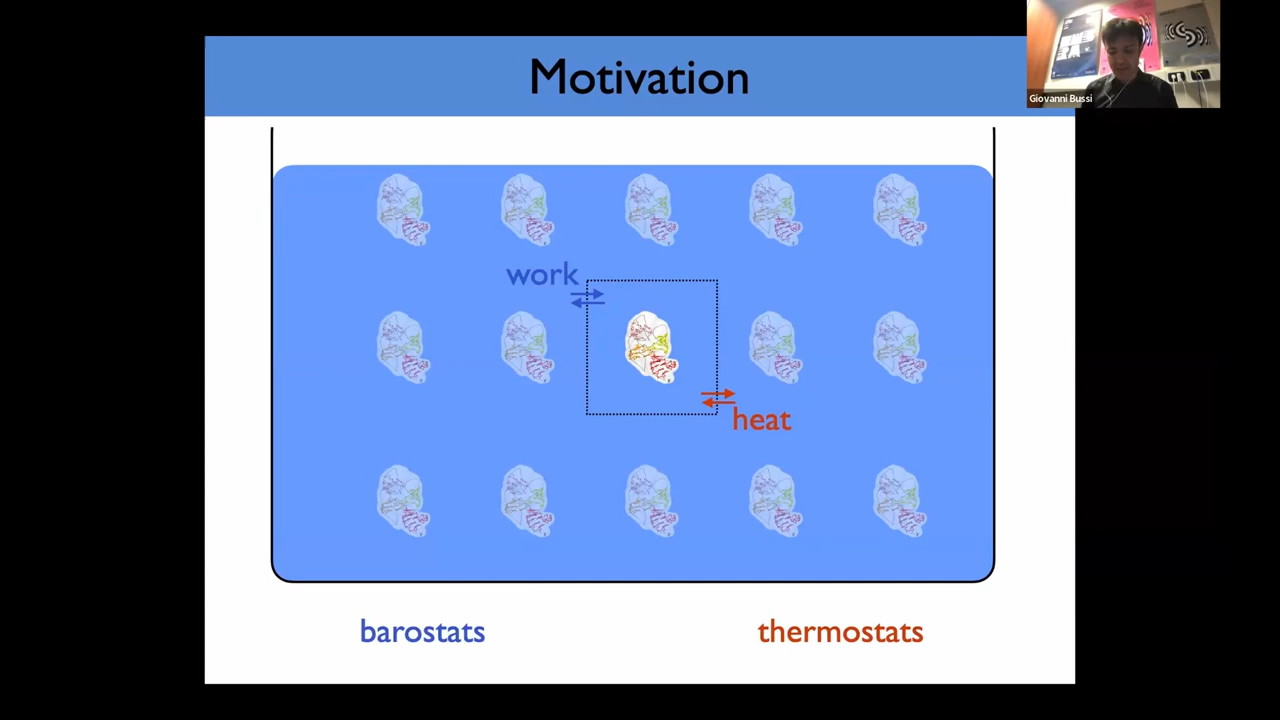 Motivation
Giovanni Bussi
work
heat
barostats
thermostats